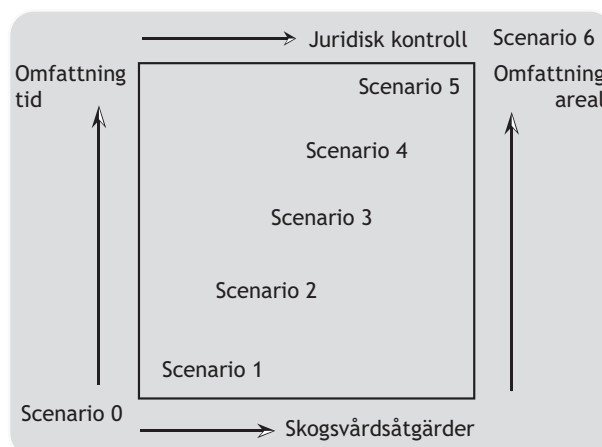 Juridisk kontroll
Scenario 6
Omfattning
tid
Omfattning
areal
Scenario 5
Scenario 4
Scenario 3
Scenario 2
Scenario 1
Scenario 0
Skogsvårdsåtgärder